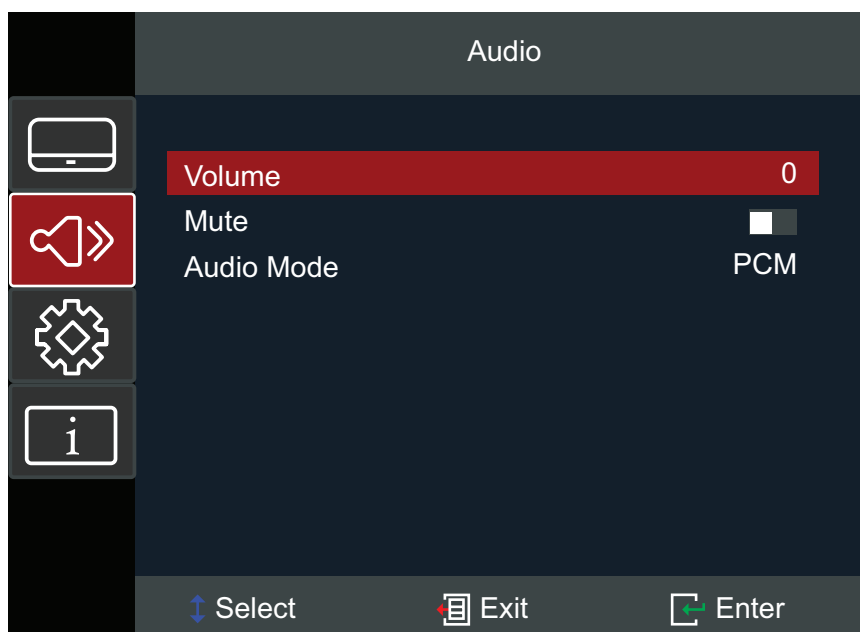 Audio
Volume 0
Mute
Audio Mode PCM
i
Select Exit Enter